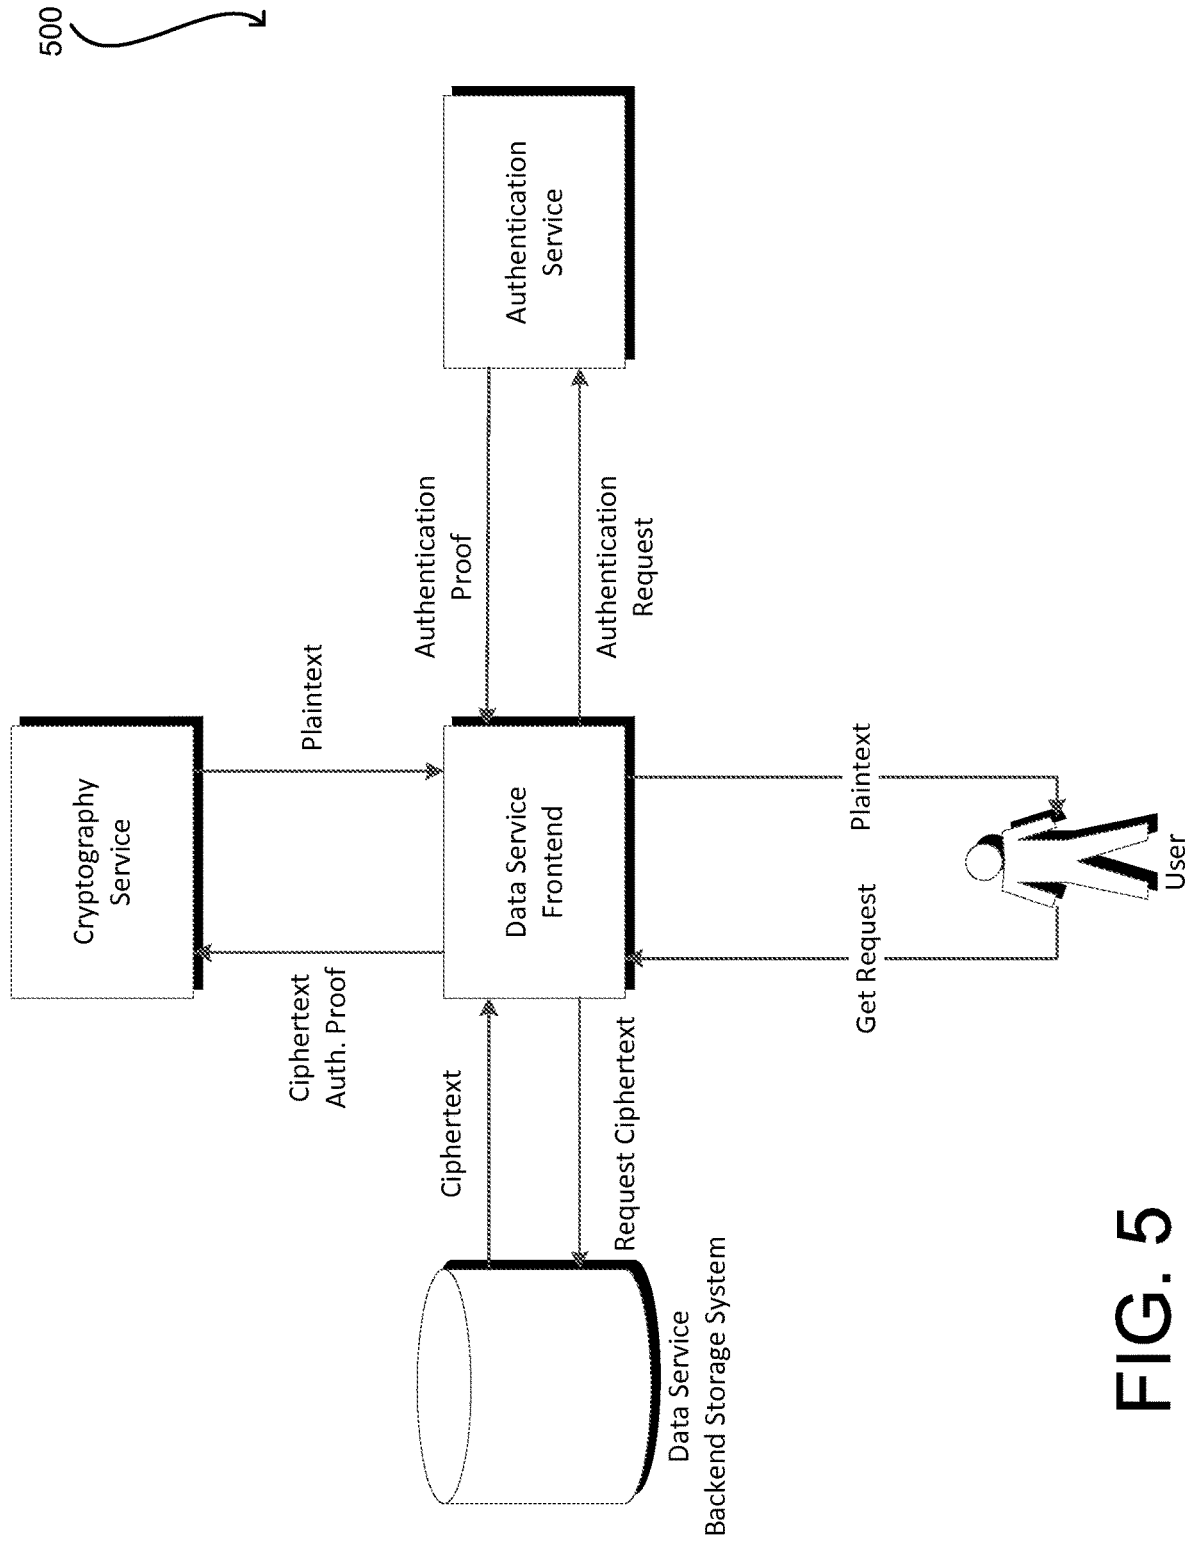 500
Cryptography
Service
Ciphertext
Auth. Proof
Plaintext
Ciphertext
Data Service
Frontend
Authentication
Proof
Authentication
Service
Request Ciphertext
Authentication
Request
Data Service
Backend Storage System
Get Request
Plaintext
User
FIG. 5